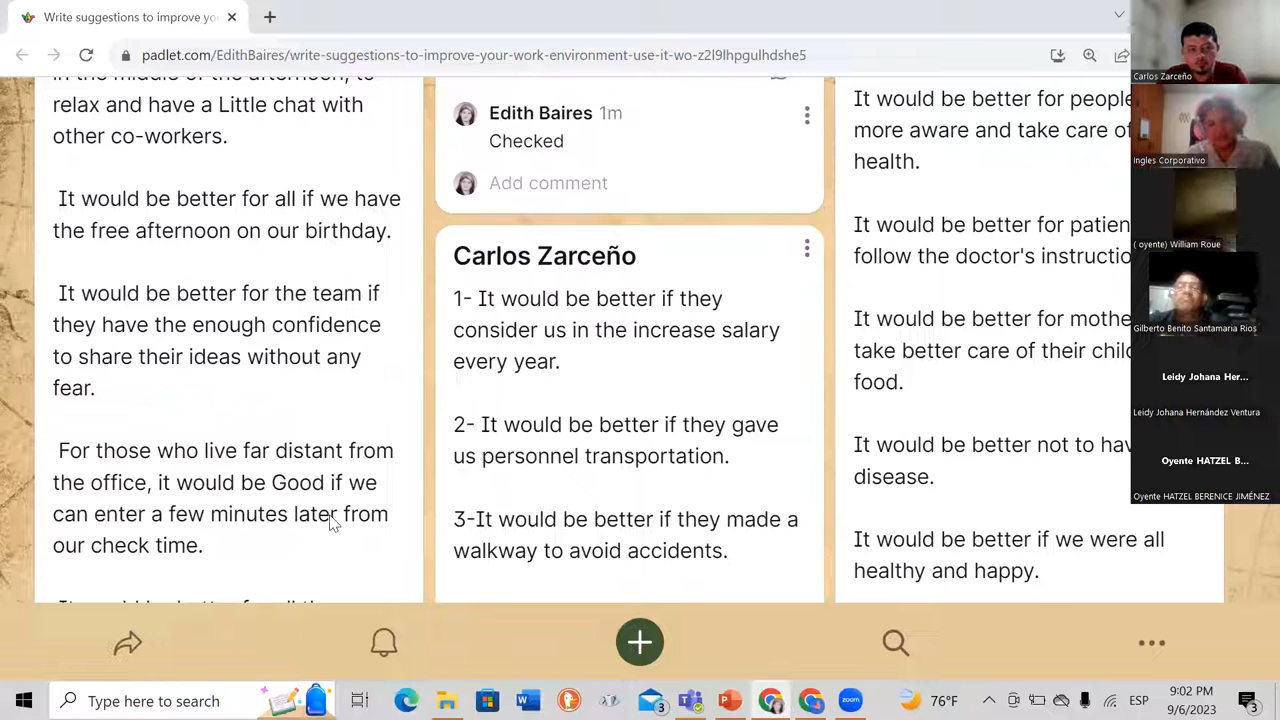 Write suggestions to improve yo
padlet.com/EdithBaires/write-suggestions-to-improve-your-work-environment-use-it-wo-z2l9lhpgulhdshe5
in the middle of the afternoon, to
relax and have a Little chat with
other co-workers.
It would be better for all if we have
the free afternoon on our birthday.
It would be better for the team if
they have the enough confidence
to share their ideas without any
fear.
For those who live far distant from
the office, it would be Good if we
can enter a few minutes later from
our check time.
Edith Baires 1m
Checked
Add comment
Carlos Zarceño
1- It would be better if they
consider us in the increase salary
every year.
2- It would be better if they gave
us personnel transportation.
3-It would be better if they made a
walkway to avoid accidents.
It would be better for people
more aware and take care of
health.
It would be better for patien
follow the doctor's instructio
It would be better for mothe
take better care of their chil
food.
It would be better not to hav
disease.
It would be better if we were all
healthy and happy.
Carlos Zarceño
Ingles Corporativo
( oyente) William Roue
Gilberto Benito Santamaria Rios
Leidy Johana Her...
Leidy Johana Hernández Ventura
Oyente HATZEL B...
Oyente HATZEL BERENICE JIMÉNEZ
Type here to search
3
zoom
76°F
ESP
9:02 PM
9/6/2023
3